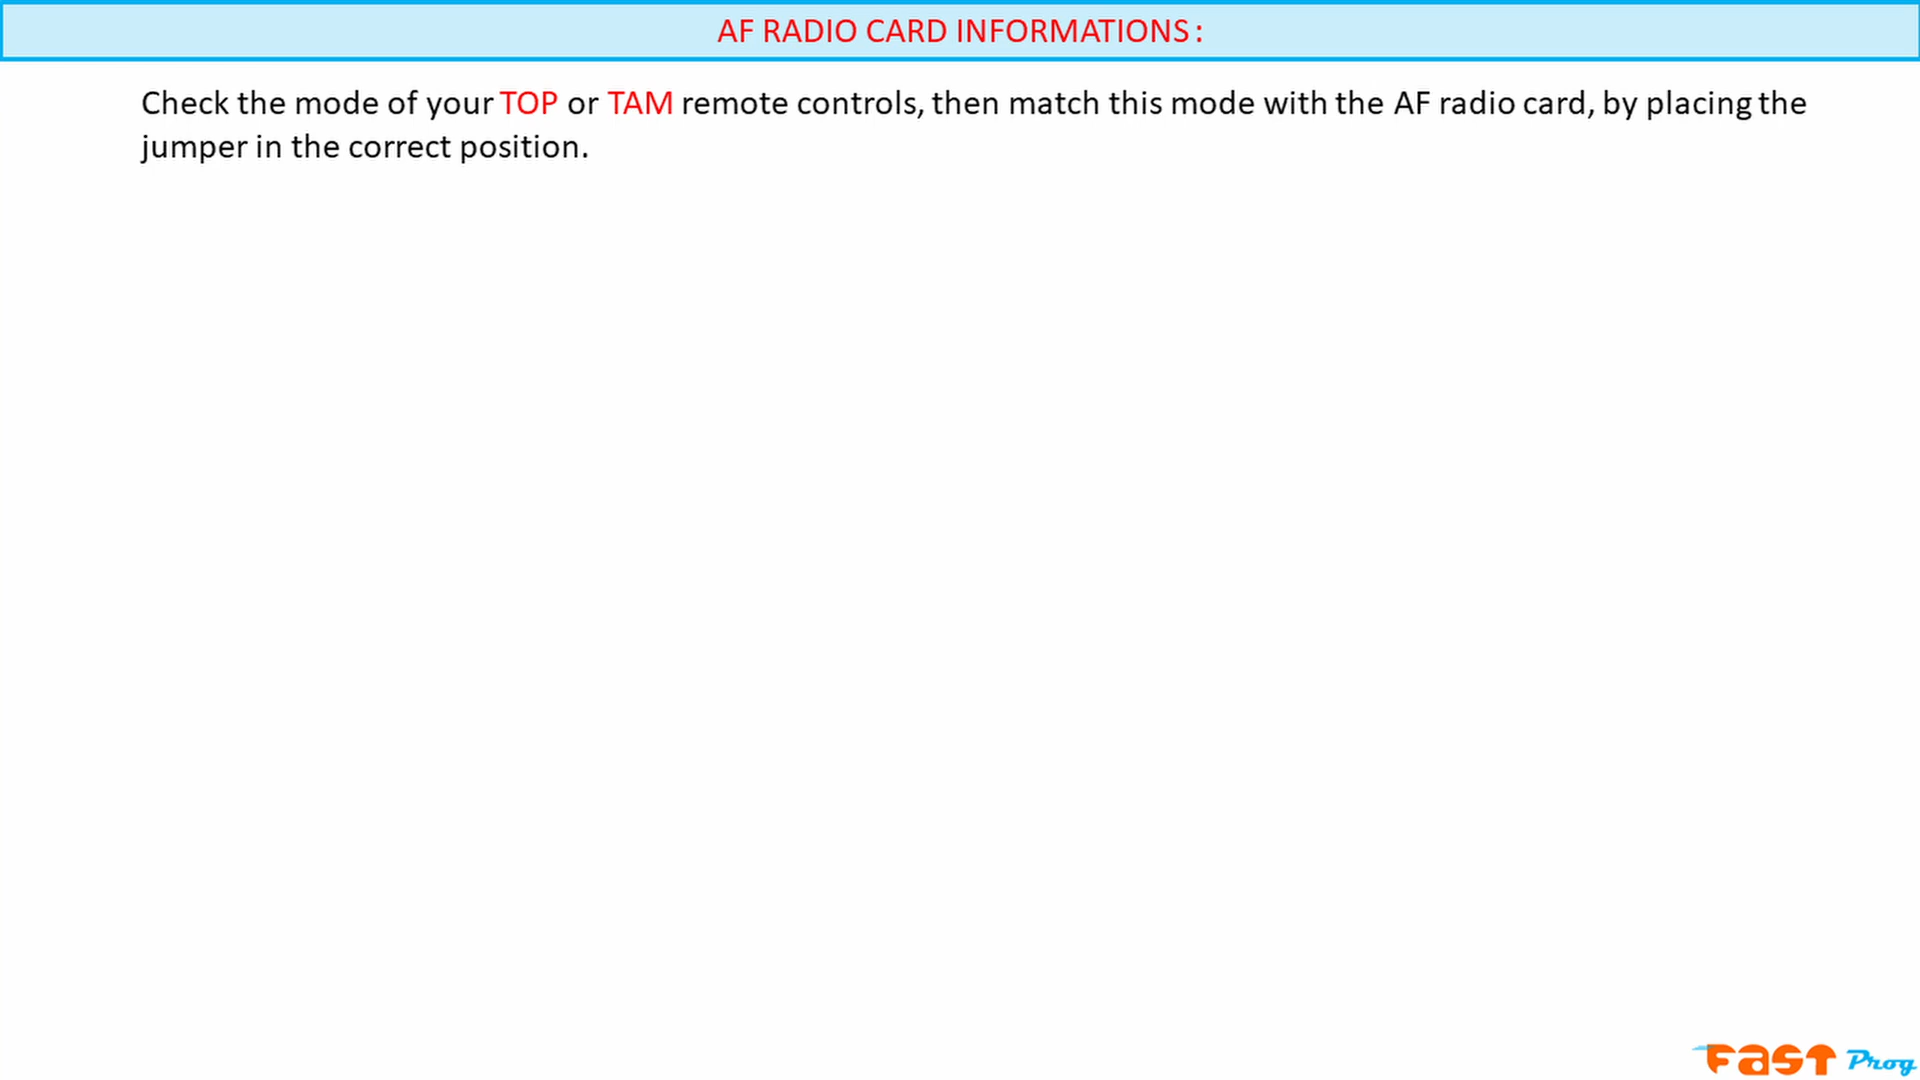 AF RADIO CARD INFORMATIONS :
Check the mode of your TOP or TAM remote controls, then match this mode with the AF radio card, by placing the
jumper in the correct position.
Fast Prog